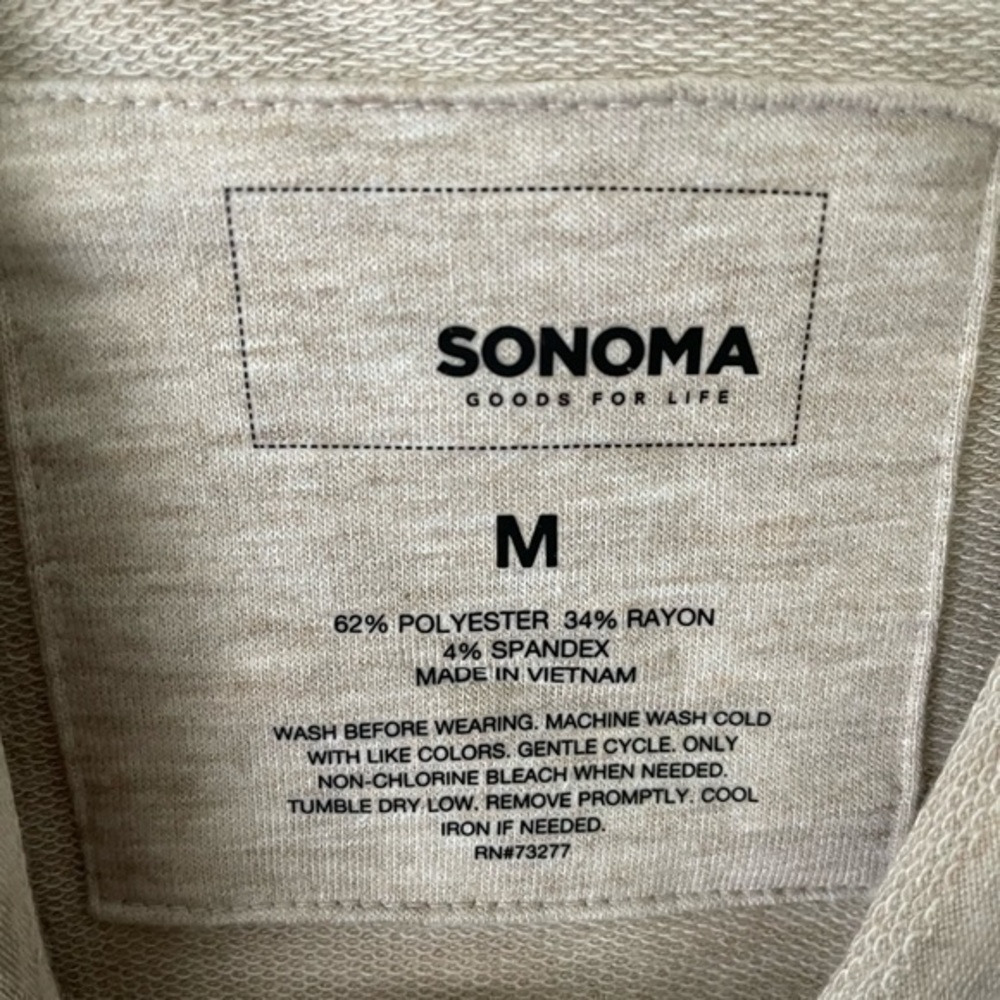 SONOMA
GOODS FOR LIFE
M
62% POLYESTER 34% RAYON
4% SPANDEX
MADE IN VIETNAM
WASH BEFORE WEARING. MACHINE WASH COLD
WITH LIKE COLORS. GENTLE CYCLE. ONLY
NON-CHLORINE BLEACH WHEN NEEDED.
TUMBLE DRY LOW. REMOVE PROMPTLY. COOL
IRON IF NEEDED.
RN#73277